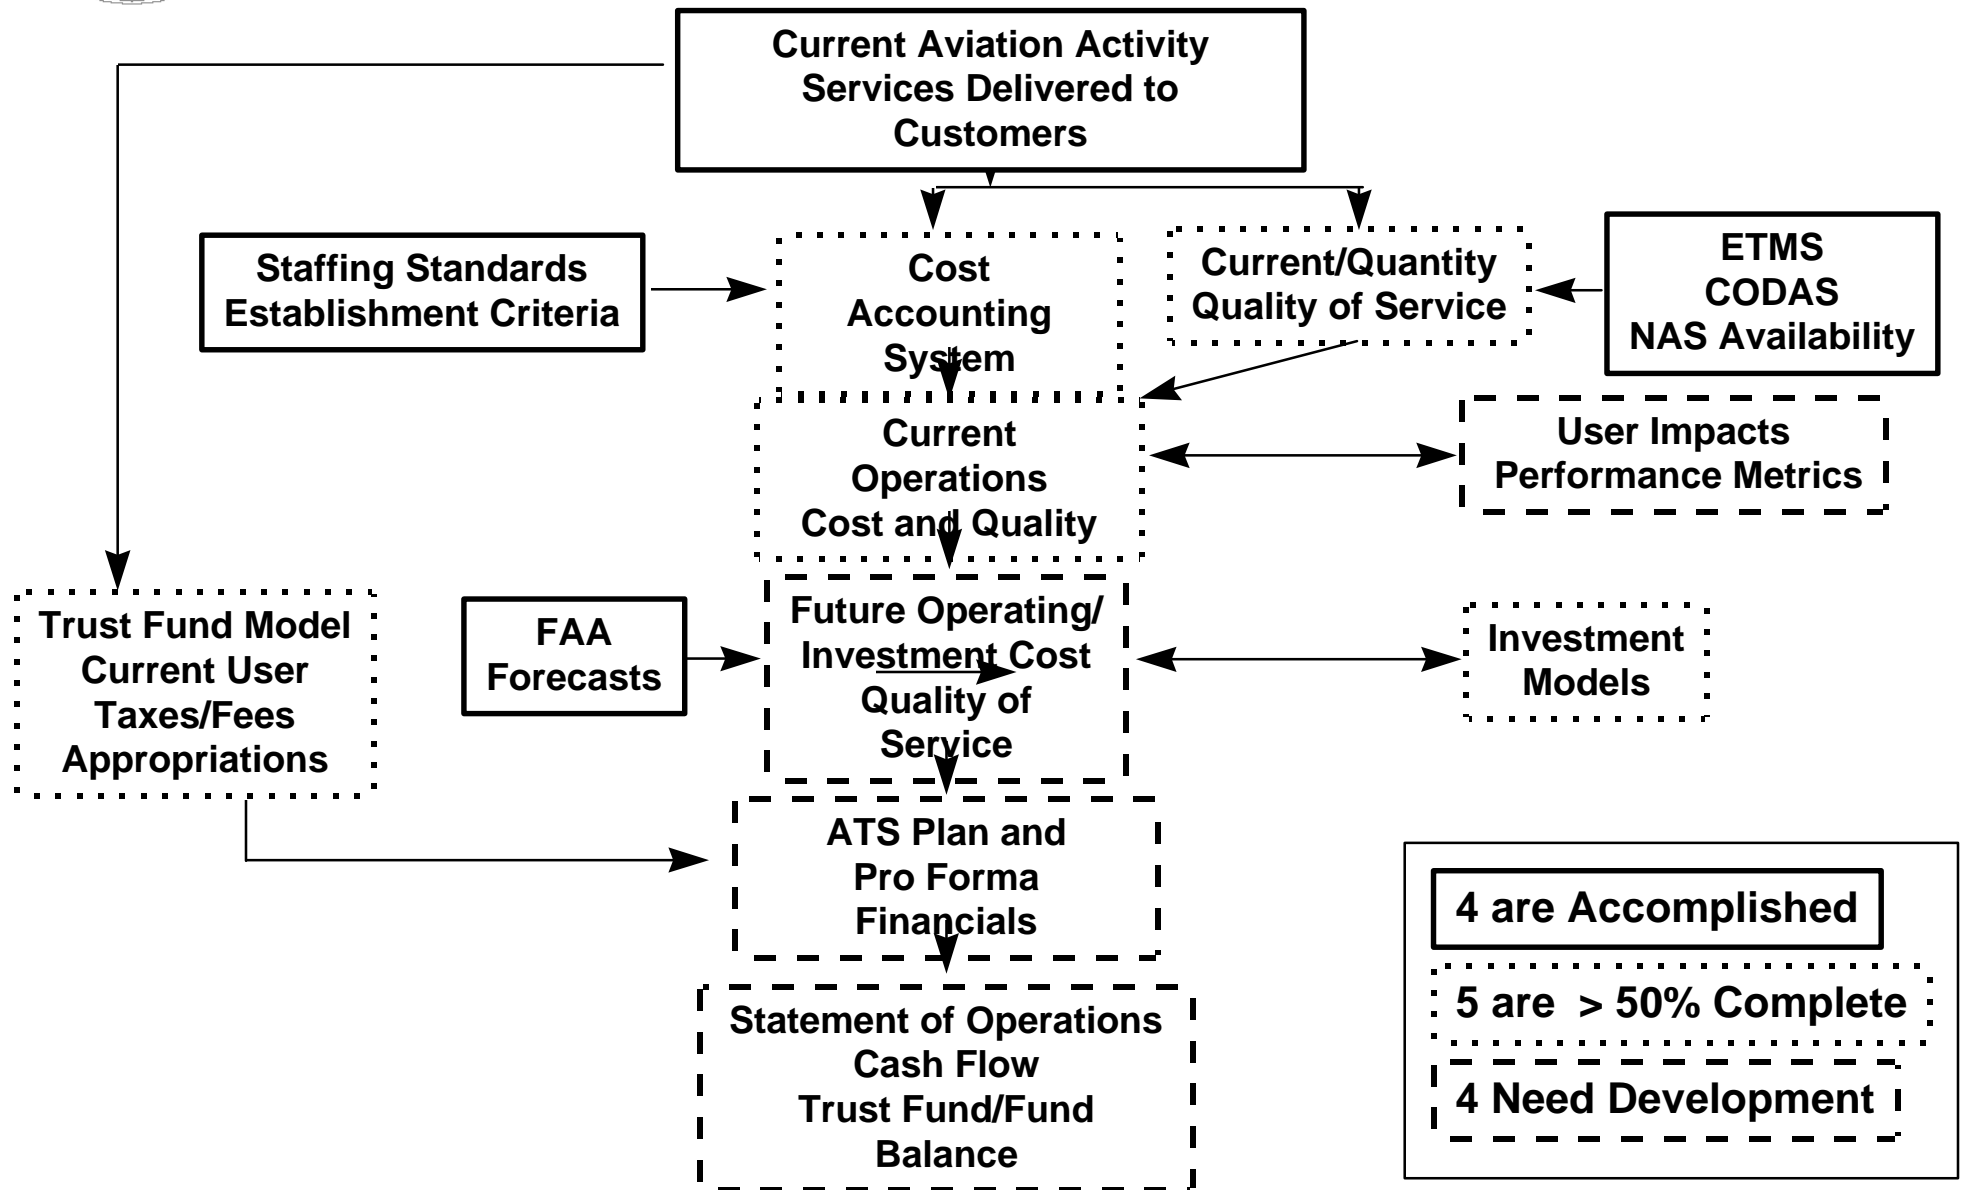 Current Aviation Activity
Services Delivered to
Customers
Staffing Standards
Establishment Criteria
Cost
Accounting
System
Current/Quantity
Quality of Service
ETMS
CODAS
NAS Availability
Current
Operations
Cost and Quality
User Impacts
Performance Metrics
Trust Fund Model
Current User
Taxes/Fees
Appropriations
FAA
Forecasts
Future Operating/
Investment Cost
Quality of
Service
Investment
Models
ATS Plan and
Pro Forma
Financials
Statement of Operations
Cash Flow
Trust Fund/Fund
Balance
4 are Accomplished
5 are > 50% Complete
4 Need Development